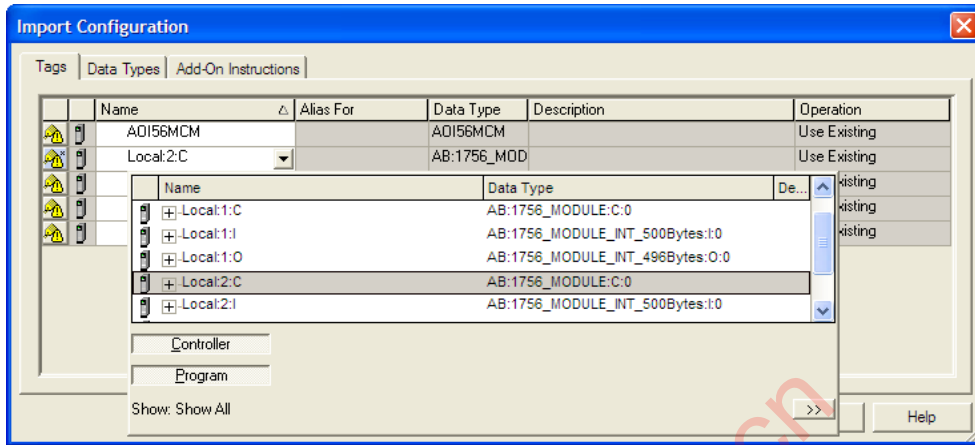 Import Configuration
Tags Data Types Add-On Instructions
Name Alias For Data Type Description Operation
AOI56MCM AOI56MCM Use Existing
Local:2:C AB:1756_MOD Use Existing
Name Data Type De...
Local:1:C AB:1756_MODULE:C:0
Local:1:I AB:1756_MODULE_INT_500Bytes:I:0
Local:1:O AB:1756_MODULE_INT_496Bytes:O:0
Local:2:C AB:1756_MODULE:C:0
Local:2:I AB:1756_MODULE_INT_500Bytes:I:0
Controller
Program
Show: Show All >>
Help